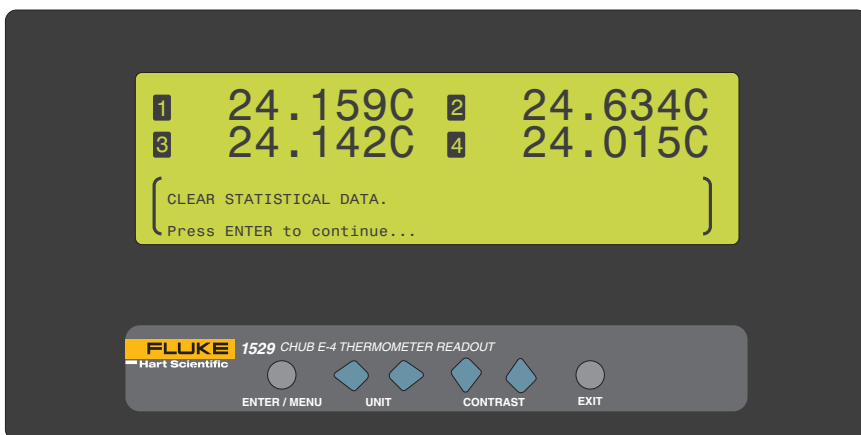 1 24.159C 2 24.634C
3 24.142C 4 24.015C
CLEAR STATISTICAL DATA.
Press ENTER to continue...
FLUKE
Hart Scientific
1529 CHUB E-4 THERMOMETER READOUT
ENTER / MENU UNIT CONTRAST EXIT